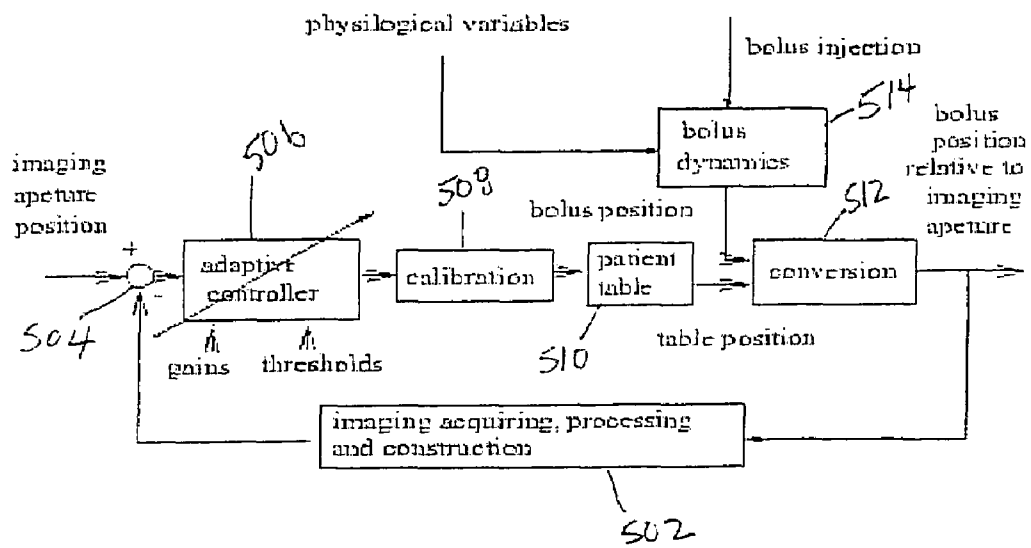 physilogical variables
bolus injection
514
bolus
dynamics
bolus
position
relative to
imaging
apeture
imaging
apeture
position
506
508
512
bolus position
+
-
adaptive
controller
calibration
patient
table
conversion
504
gains
thresholds
510
table position
imaging acquiring, processing
and construction
502